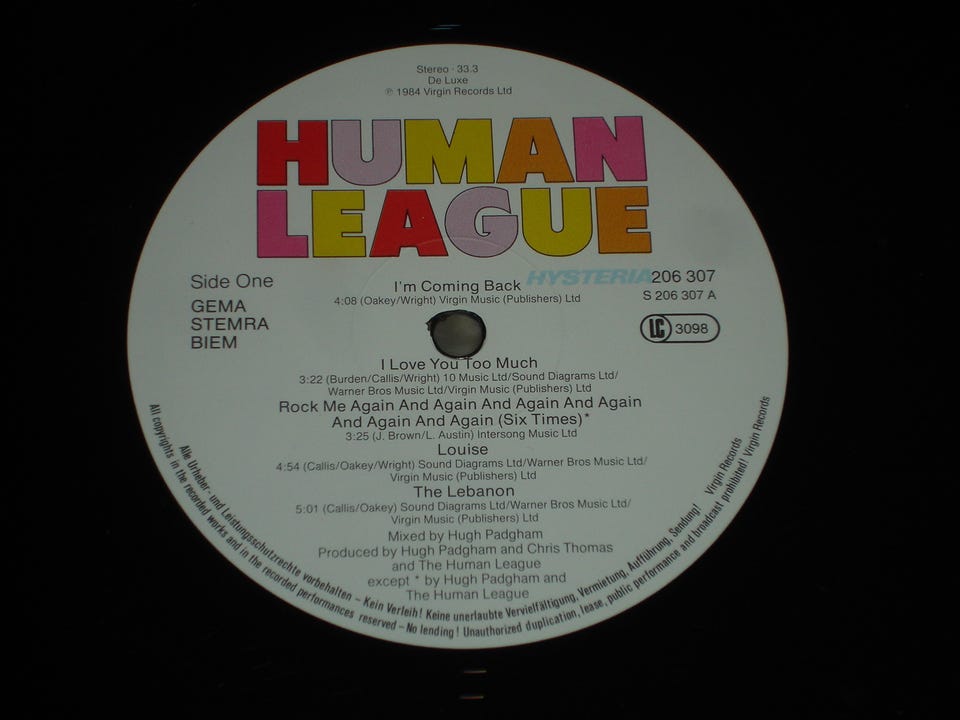 Stereo · 33.3
De Luxe
℗ 1984 Virgin Records Ltd
HUMAN
LEAGUE
HYSTERIA
Side One
GEMA
STEMRA
BIEM
206 307
S 206 307 A
LC 3098
I'm Coming Back
4:08 (Oakey/Wright) Virgin Music (Publishers) Ltd
I Love You Too Much
3:22 (Burden/Callis/Wright) 10 Music Ltd/Sound Diagrams Ltd/
Warner Bros Music Ltd/Virgin Music (Publishers) Ltd
Rock Me Again And Again And Again And Again
And Again And Again (Six Times)*
3:25 (J. Brown/L. Austin) Intersong Music Ltd
Louise
4:54 (Callis/Oakey/Wright) Sound Diagrams Ltd/Warner Bros Music Ltd/
Virgin Music (Publishers) Ltd
The Lebanon
5:01 (Callis/Oakey) Sound Diagrams Ltd/Warner Bros Music Ltd/
Virgin Music (Publishers) Ltd
Mixed by Hugh Padgham
Produced by Hugh Padgham and Chris Thomas
and The Human League
except * by Hugh Padgham and
The Human League
Alle Urheber- und Leistungsschutzrechte vorbehalten – Kein Verleih! Keine unerlaubte Vervielfältigung, Vermietung, Aufführung, Sendung! Virgin Records
All copyrights in the recorded works and in the recorded performances reserved – No lending! Unauthorized duplication, lease, public performance and broadcast prohibited! Virgin Records